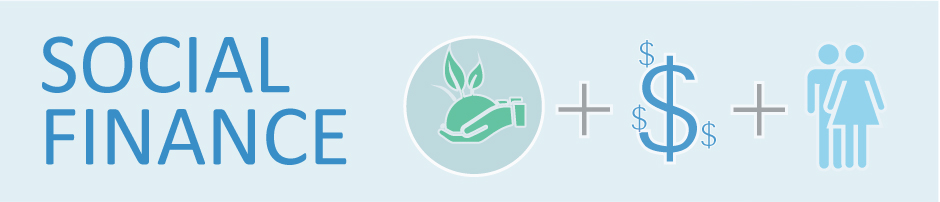 SOCIAL
FINANCE
+ $ $ $ $ +